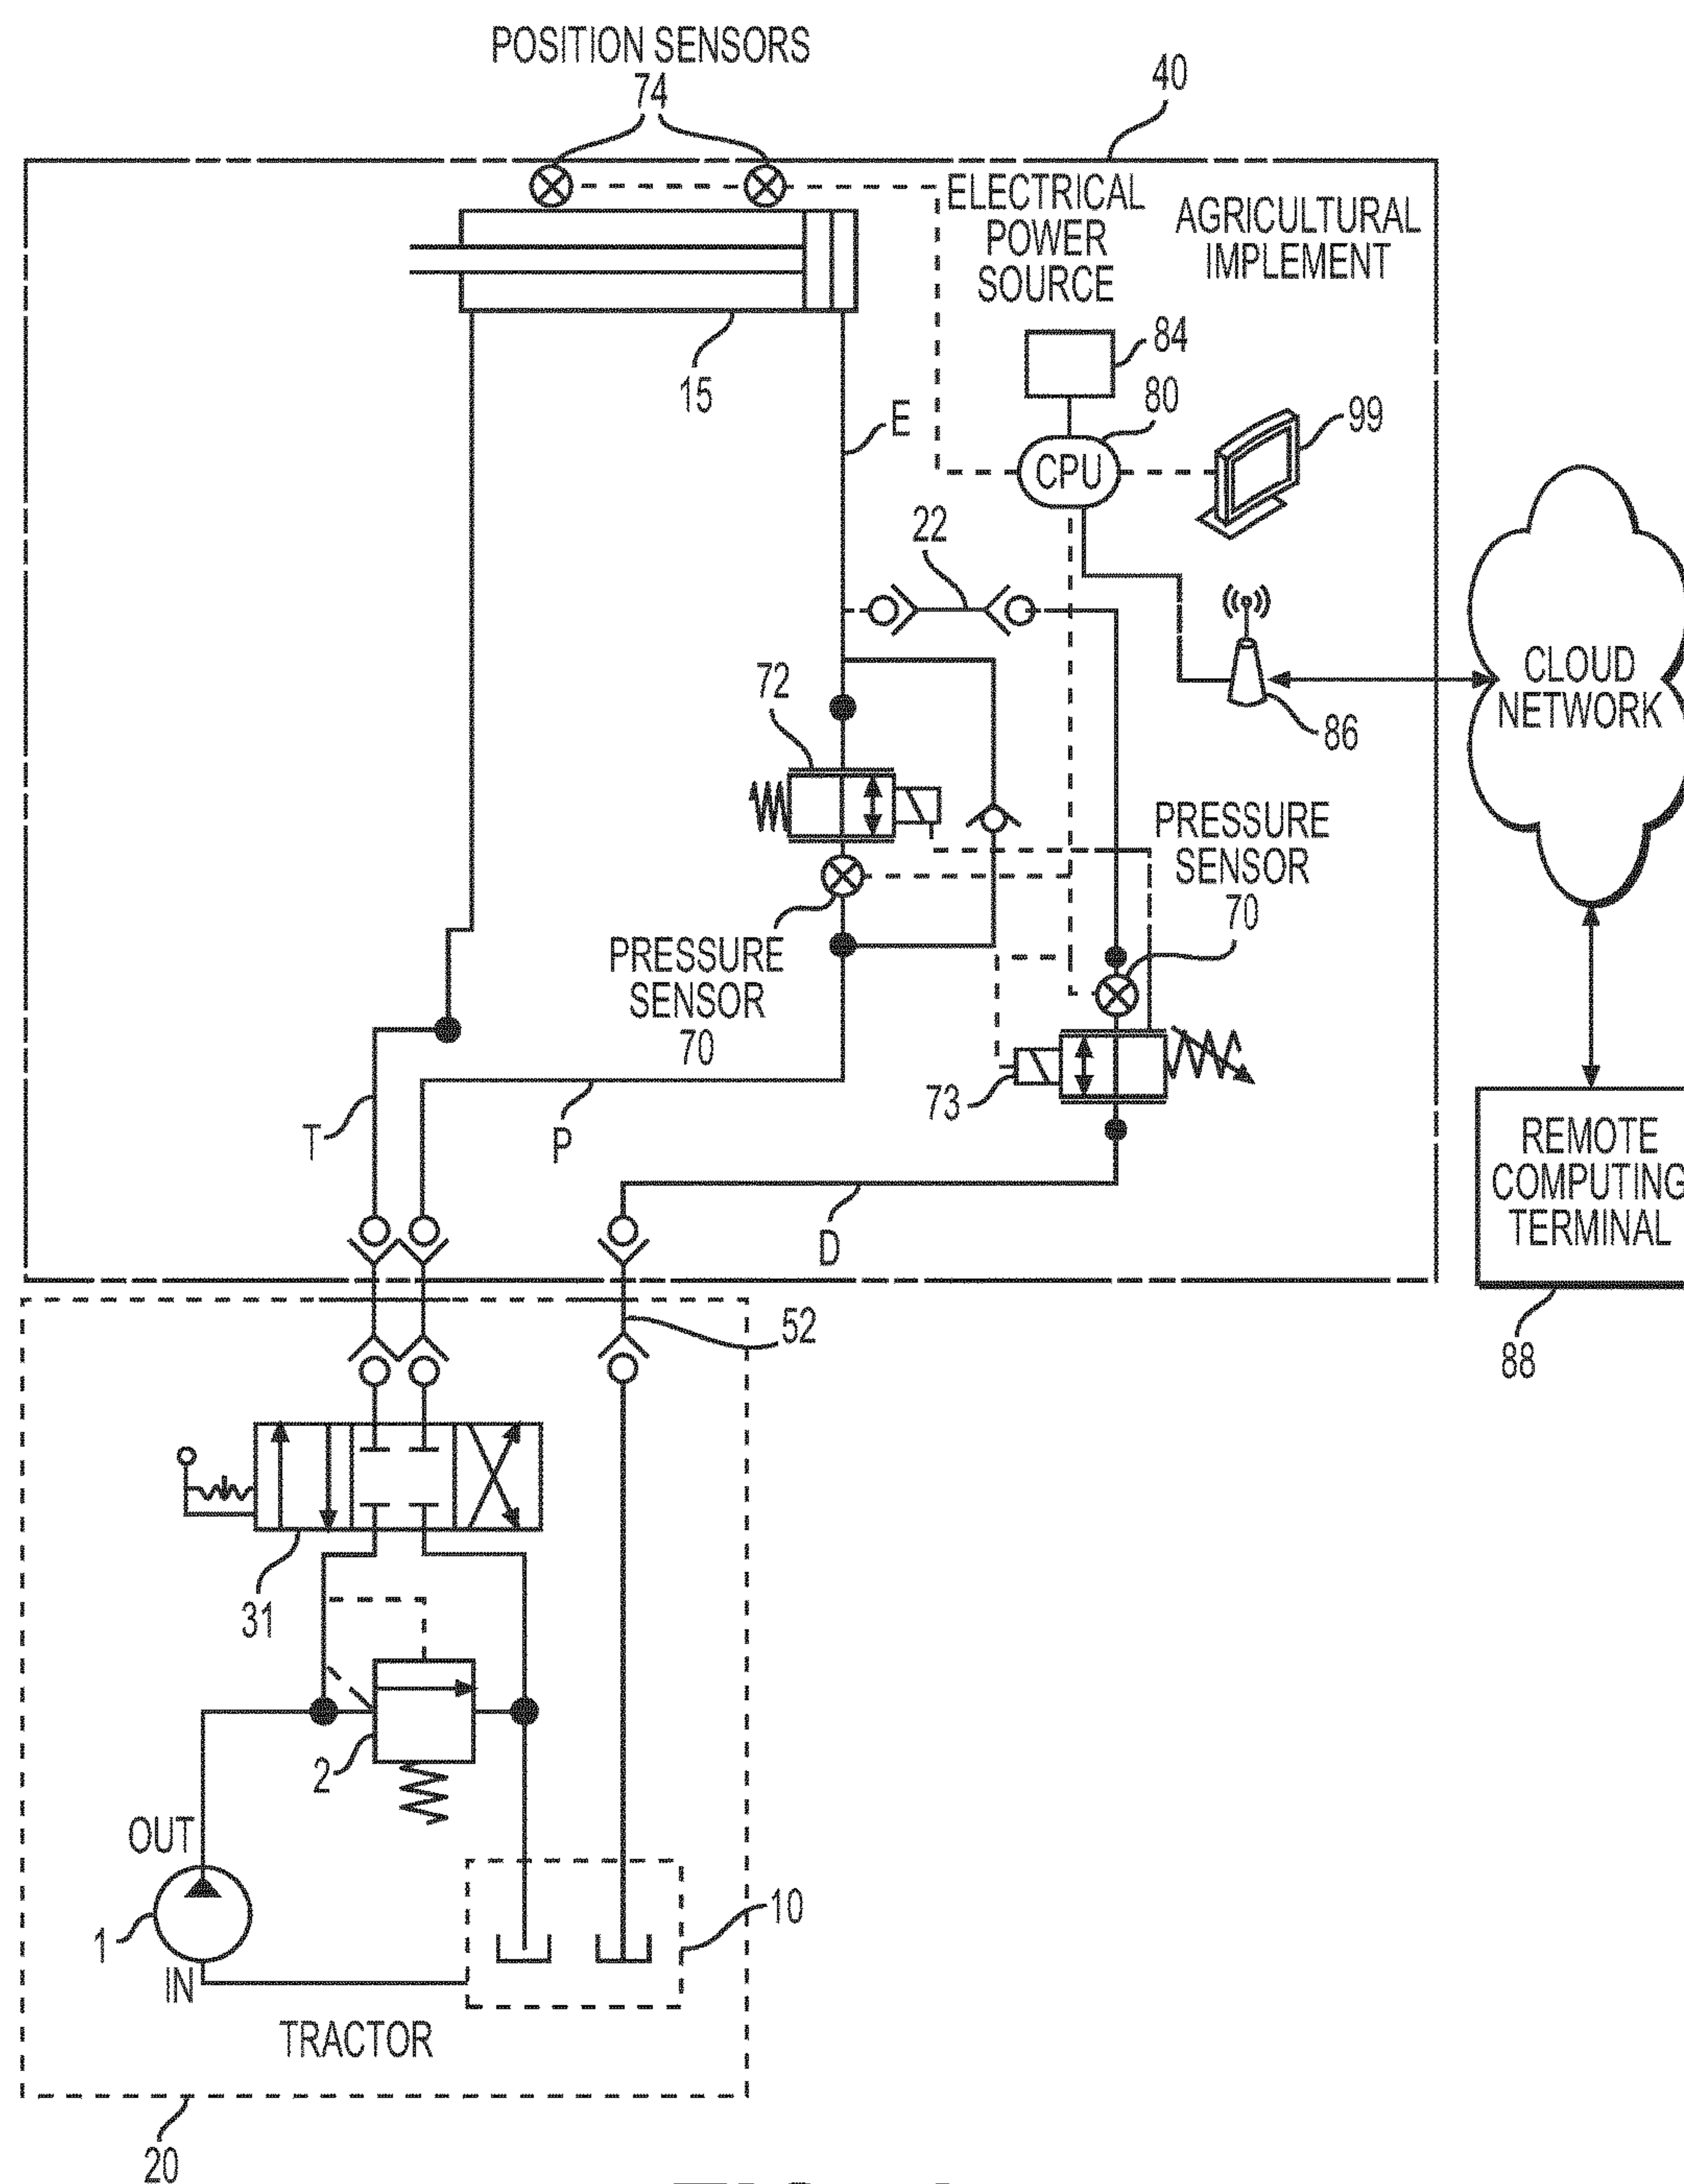 POSITION SENSORS
74
40
ELECTRICAL
POWER
SOURCE
AGRICULTURAL
IMPLEMENT
15
84
80
E
CPU
99
22
72
CLOUD
NETWORK
86
PRESSURE
SENSOR
70
PRESSURE
SENSOR
70
73
T
P
D
REMOTE
COMPUTING
TERMINAL
52
88
31
2
OUT
1
IN
10
TRACTOR
20